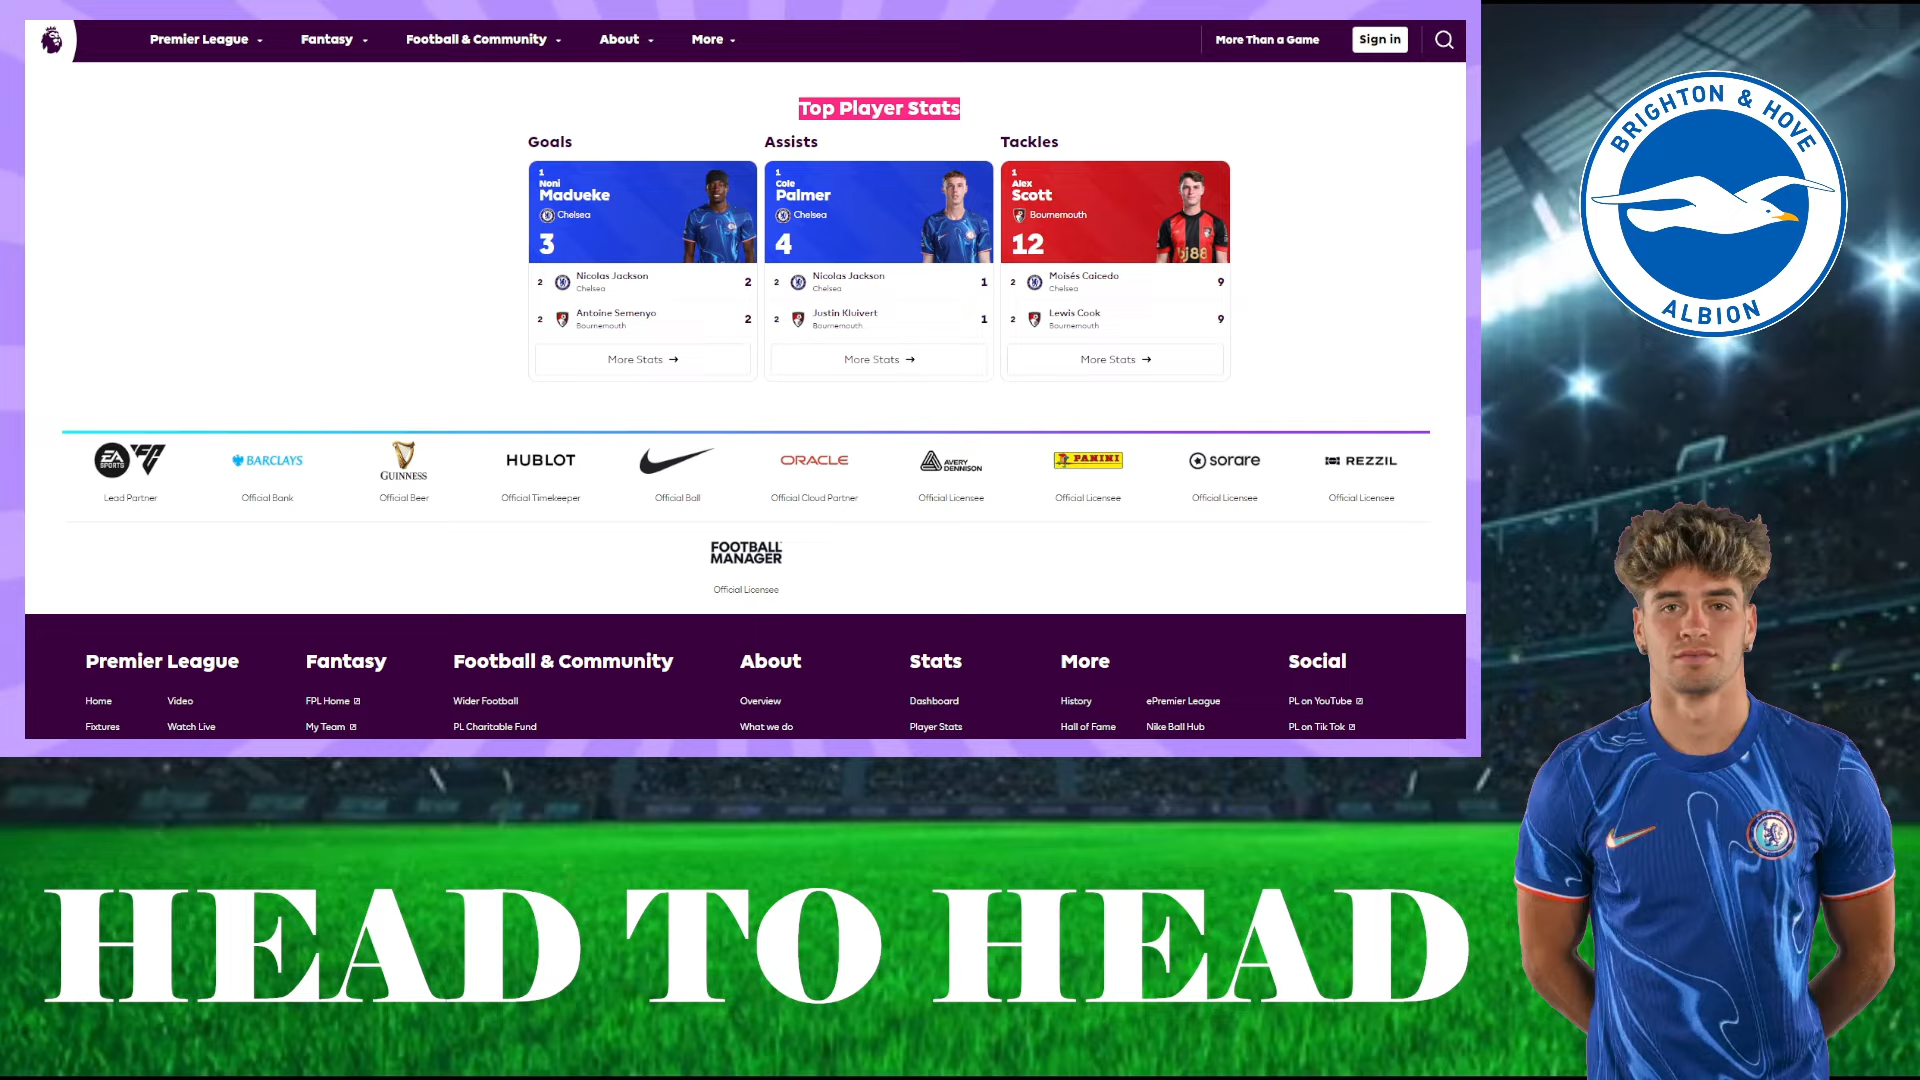 Premier League
Fantasy
Football & Community
About
More
More Than a Game
Sign in
Top Player Stats
Goals
Assists
Tackles
1
Noni
Madueke
Chelsea
3
2
Nicolas Jackson
Chelsea
2
2
Antoine Semenyo
Bournemouth
2
More Stats →
1
Cole
Palmer
Chelsea
4
2
Nicolas Jackson
Chelsea
1
2
Justin Kluivert
Bournemouth
1
More Stats →
1
Alex
Scott
Bournemouth
12
bj88
2
Moisés Caicedo
Chelsea
9
2
Lewis Cook
Bournemouth
9
More Stats →
EA
SPORTS
FC
Lead Partner
BARCLAYS
Official Bank
GUINNESS
Official Beer
HUBLOT
Official Timekeeper
Official Ball
ORACLE
Official Cloud Partner
AVERY
DENNISON
Official Licensee
PANINI
Official Licensee
sorare
Official Licensee
REZZIL
Official Licensee
FOOTBALL
MANAGER
Official Licensee
Premier League
Home
Video
Fixtures
Watch Live
Fantasy
FPL Home
My Team
Football & Community
Wider Football
PL Charitable Fund
About
Overview
What we do
Stats
Dashboard
Player Stats
More
History
ePremier League
Hall of Fame
Nike Ball Hub
Social
PL on YouTube
PL on Tik Tok
BRIGHTON & HOVE
ALBION
HEAD TO HEAD